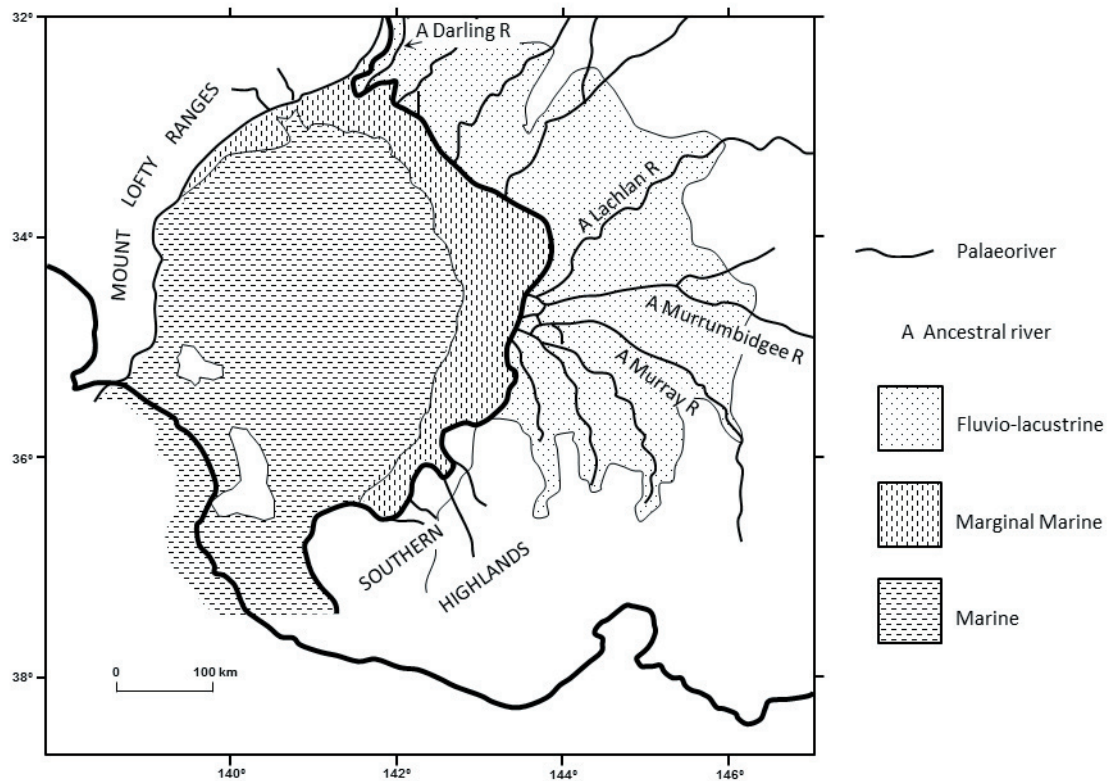 32°
34°
36°
38°
140°
142°
144°
146°
A Darling R
MOUNT LOFTY RANGES
A Lachlan R
A Murrumbidgee R
A Murray R
SOUTHERN
HIGHLANDS
0 100 km
Palaeoriver
A Ancestral river
Fluvio-lacustrine
Marginal Marine
Marine